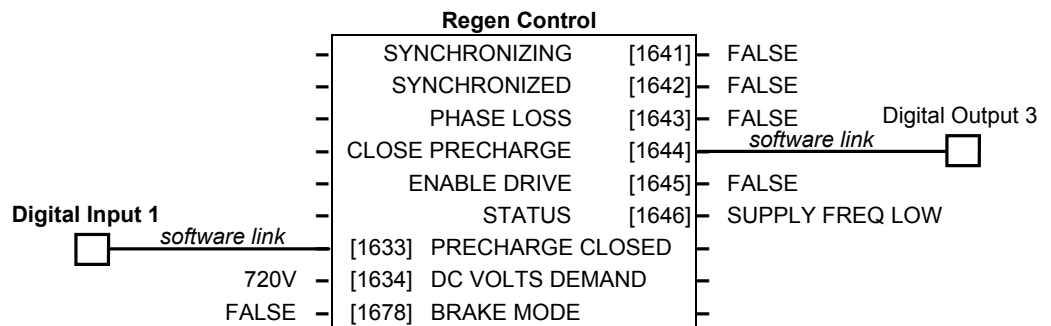 Regen Control
SYNCHRONIZING [1641] FALSE
SYNCHRONIZED [1642] FALSE
PHASE LOSS [1643] FALSE
Digital Output 3
CLOSE PRECHARGE [1644] software link
ENABLE DRIVE [1645] FALSE
Digital Input 1
STATUS [1646] SUPPLY FREQ LOW
software link
[1633] PRECHARGE CLOSED
720V [1634] DC VOLTS DEMAND
FALSE [1678] BRAKE MODE